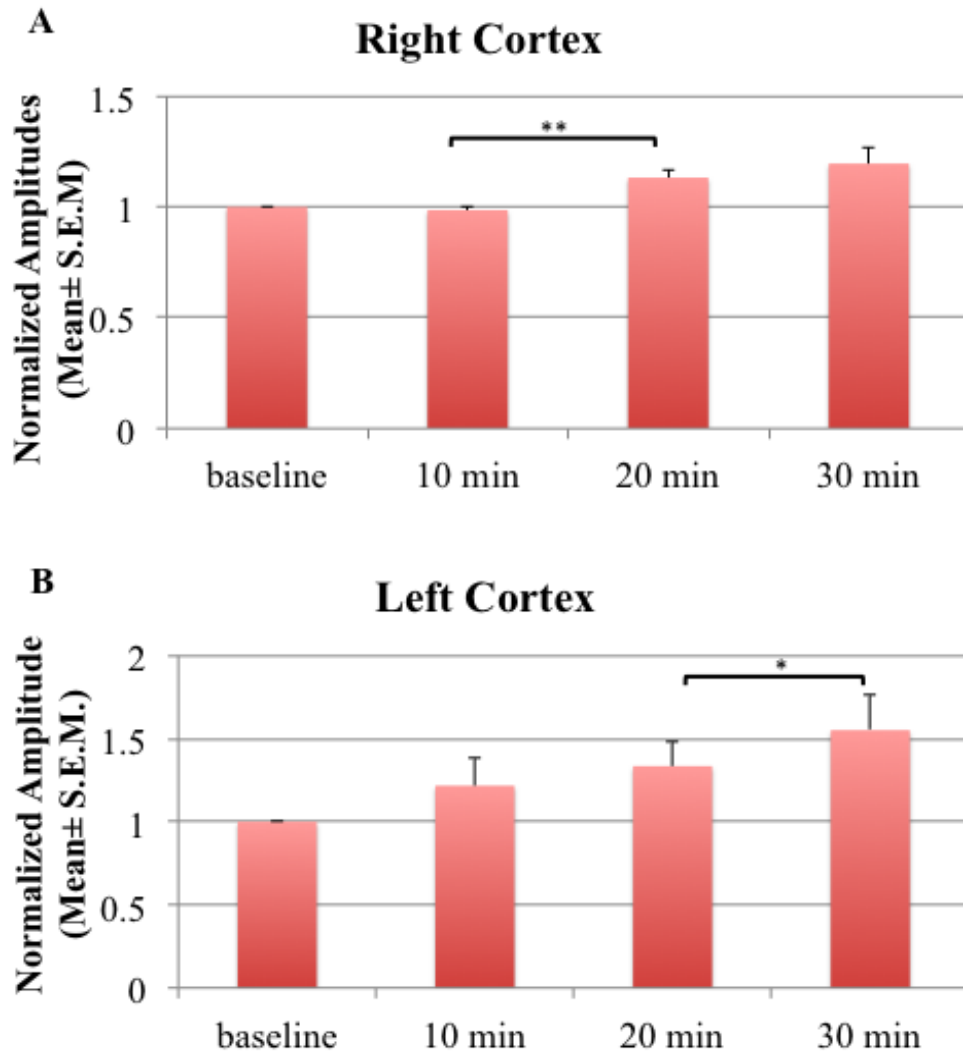 A
Right Cortex
Normalized Amplitudes
(Mean± S.E.M)
1.5
1
0.5
0
**
baseline 10 min 20 min 30 min
B
Left Cortex
Normalized Amplitude
(Mean± S.E.M.)
2
1.5
1
0.5
0
*
baseline 10 min 20 min 30 min